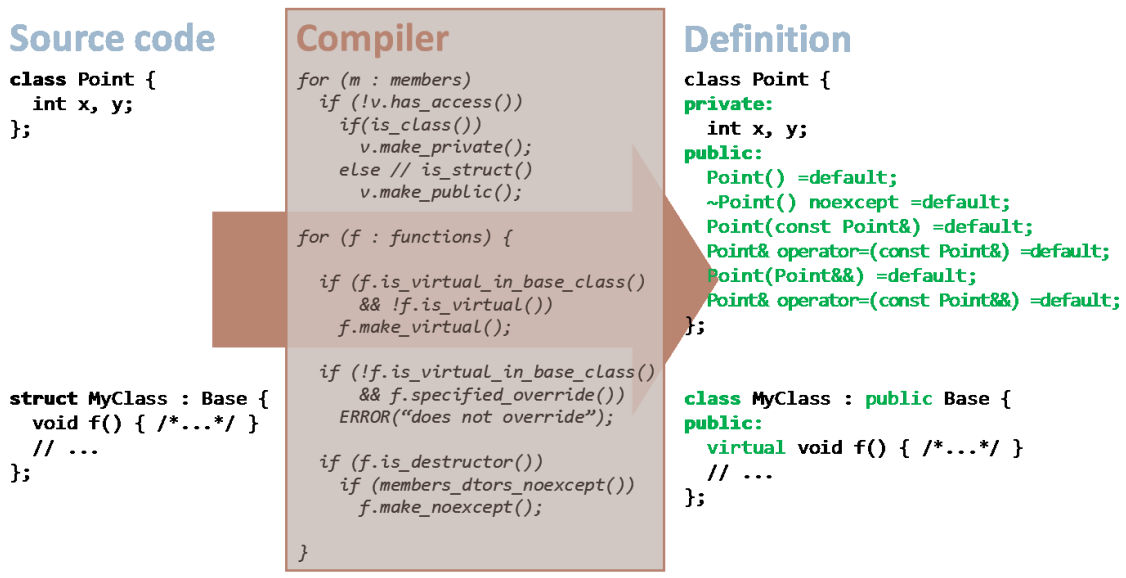 Source code
class Point {
int x, y;
};
struct MyClass : Base {
void f() { /*...*/ }
// ...
};
Compiler
for (m : members)
if (!v.has_access())
if(is_class())
v.make_private();
else // is_struct()
v.make_public();
for (f : functions) {
if (f.is_virtual_in_base_class()
&& !f.is_virtual())
f.make_virtual();
if (!f.is_virtual_in_base_class()
&& f.specified_override())
ERROR(“does not override”);
if (f.is_destructor())
if (members_dtors_noexcept())
f.make_noexcept();
}
Definition
class Point {
private:
int x, y;
public:
Point() =default;
~Point() noexcept =default;
Point(const Point&) =default;
Point& operator=(const Point&) =default;
Point(Point&&) =default;
Point& operator=(const Point&&) =default;
};
class MyClass : public Base {
public:
virtual void f() { /*...*/ }
// ...
};